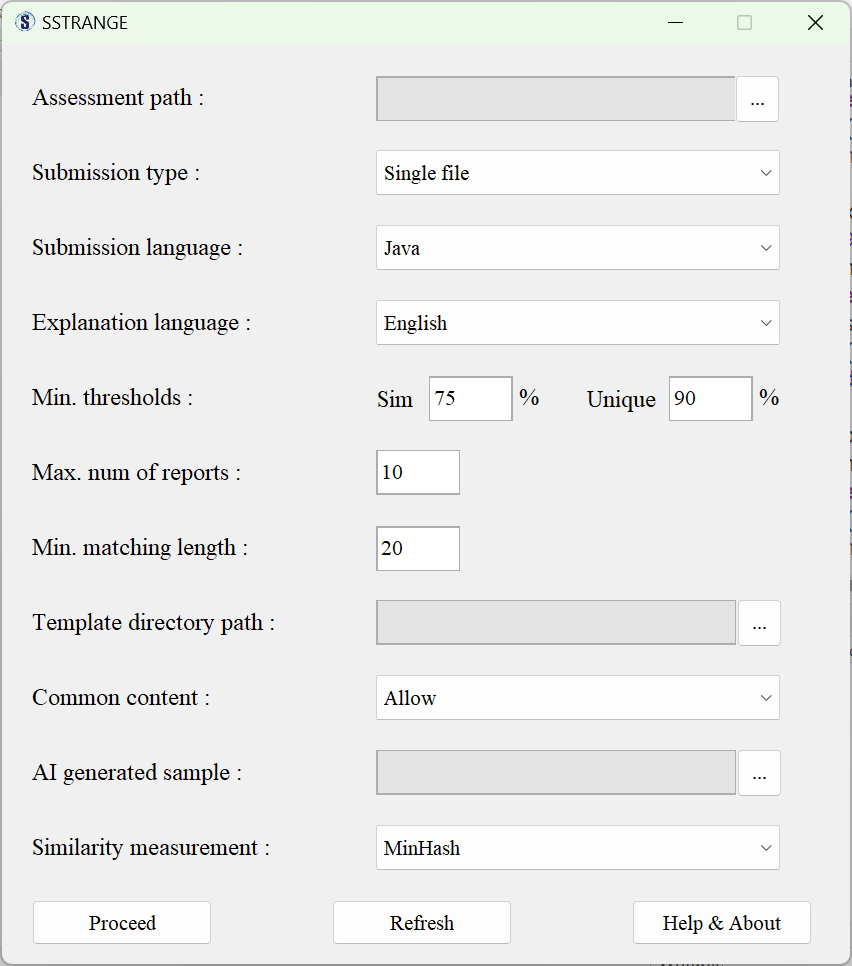 SSTRANGE
Assessment path : ...
Submission type : Single file
Submission language : Java
Explanation language : English
Min. thresholds : Sim 75 % Unique 90 %
Max. num of reports : 10
Min. matching length : 20
Template directory path : ...
Common content : Allow
AI generated sample : ...
Similarity measurement : MinHash
Proceed Refresh Help & About